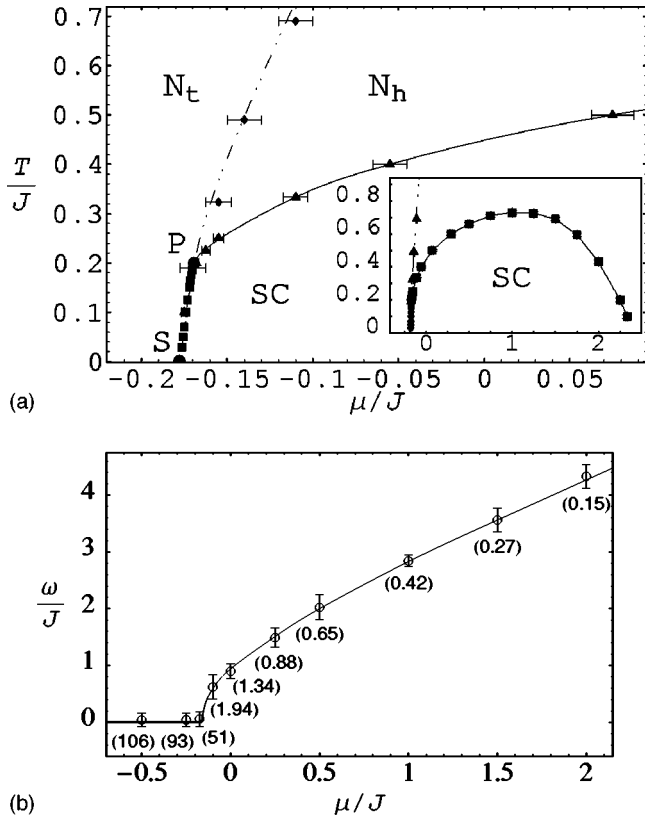 0.7
0.6
N_t
N_h
0.5
T/J
0.4
0.3
0.8
0.6
P
0.2
SC
0.4
SC
0.1
0.2
S
0
0
0 1 2
-0.2 -0.15 -0.1 -0.05 0 0.05
(a)
μ/J
4
(0.15)
3
(0.27)
ω/J
(0.42)
2
(0.65)
(0.88)
1
(1.34)
(1.94)
0
(106) (93) (51)
-0.5 0 0.5 1 1.5 2
(b)
μ/J